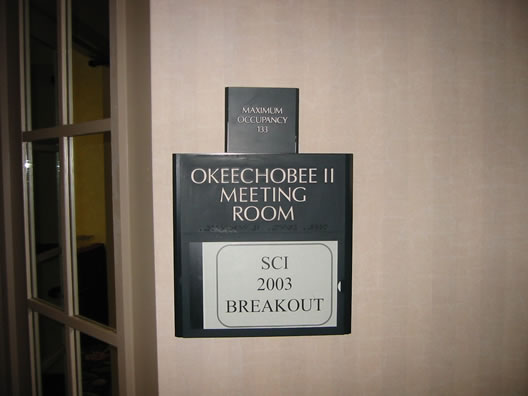 MAXIMUM
OCCUPANCY
133
OKEECHOBEE II
MEETING
ROOM
SCI
2003
BREAKOUT